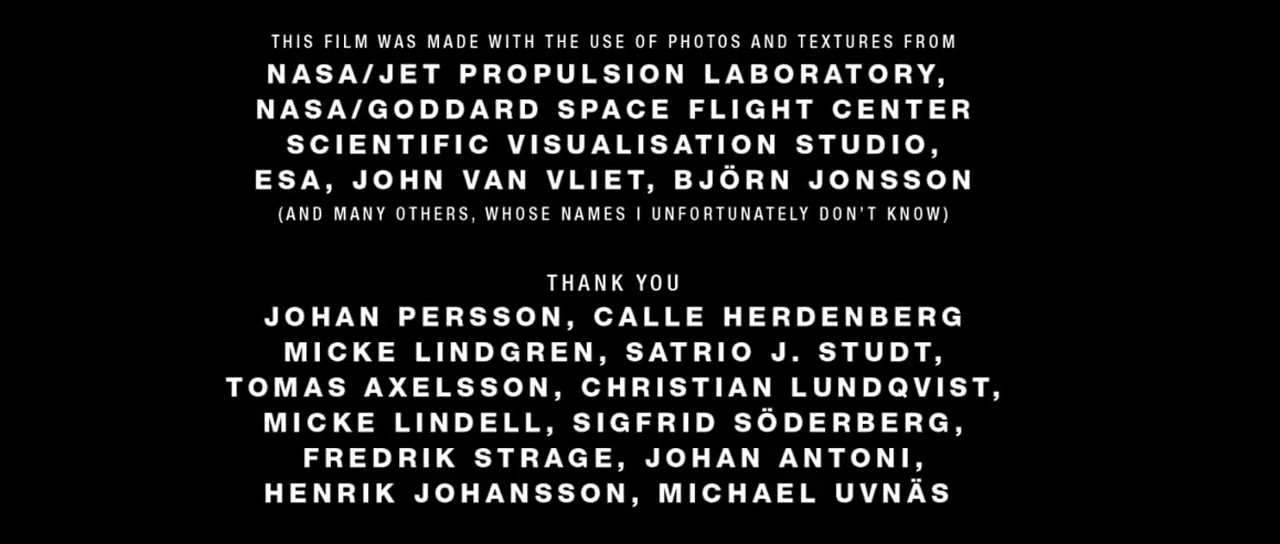 THIS FILM WAS MADE WITH THE USE OF PHOTOS AND TEXTURES FROM
NASA/JET PROPULSION LABORATORY,
NASA/GODDARD SPACE FLIGHT CENTER
SCIENTIFIC VISUALISATION STUDIO,
ESA, JOHN VAN VLIET, BJÖRN JONSSON
(AND MANY OTHERS, WHOSE NAMES I UNFORTUNATELY DON'T KNOW)
THANK YOU
JOHAN PERSSON, CALLE HERDENBERG
MICKE LINDGREN, SATRIO J. STUDT,
TOMAS AXELSSON, CHRISTIAN LUNDQVIST,
MICKE LINDELL, SIGFRID SÖDERBERG,
FREDRIK STRAGE, JOHAN ANTONI,
HENRIK JOHANSSON, MICHAEL UVNÄS